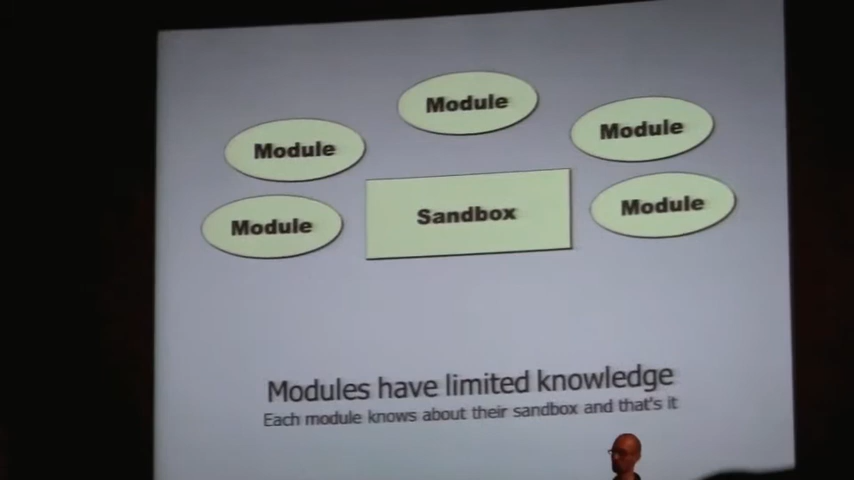 Module
Module
Module
Module
Sandbox
Module
Modules have limited knowledge
Each module knows about their sandbox and that's it